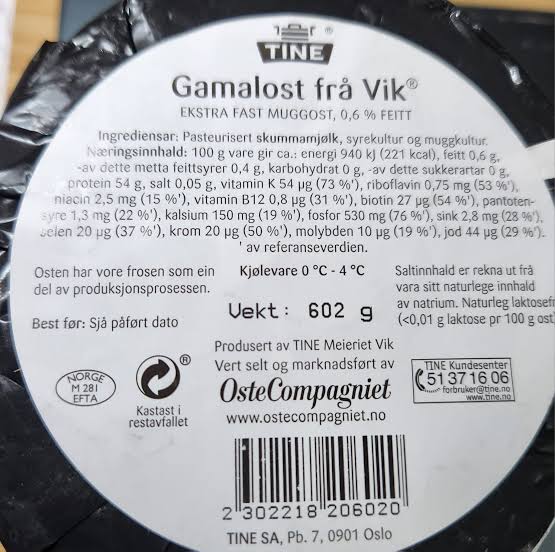 TINE
Gamalost frå Vik®
EKSTRA FAST MUGGOST, 0,6 % FEITT
Ingrediensar: Pasteurisert skummamjølk, syrekultur og muggkultur.
Næringsinnhald: 100 g vare gir ca.: energi 940 kJ (221 kcal), feitt 0,6 g,
-av dette metta feittsyrer 0,4 g, karbohydrat 0 g, -av dette sukkerartar 0 g,
protein 54 g, salt 0,05 g, vitamin K 54 µg (73 %'), riboflavin 0,75 mg (53 %'),
niacin 2,5 mg (15 %'), vitamin B12 0,8 µg (31 %'), biotin 27 µg (54 %'), pantoten-
syre 1,3 mg (22 %'), kalsium 150 mg (19 %'), fosfor 530 mg (76 %'), sink 2,8 mg (28 %'),
selen 20 µg (37 %'), krom 20 µg (50 %'), molybden 10 µg (19 %'), jod 44 µg (29 %').
' av referanseverdien.
Osten har vore frosen som ein
del av produksjonsprosessen.
Best før: Sjå påført dato
Kjølevare 0 °C - 4 °C
Vekt: 602 g
Saltinnhald er rekna ut frå
vara sitt naturlege innhald
av natrium. Naturleg laktosefri
(<0,01 g laktose pr 100 g ost
Produsert av TINE Meieriet Vik
Vert selt og marknadsført av
OsteCompagniet
www.ostecompagniet.no
NORGE
M 281
EFTA
®
Kastast i
restavfallet
TINE Kundesenter
51 37 16 06
forbruker@tine.no
www.tine.no
2 302218 206020
TINE SA, Pb. 7, 0901 Oslo